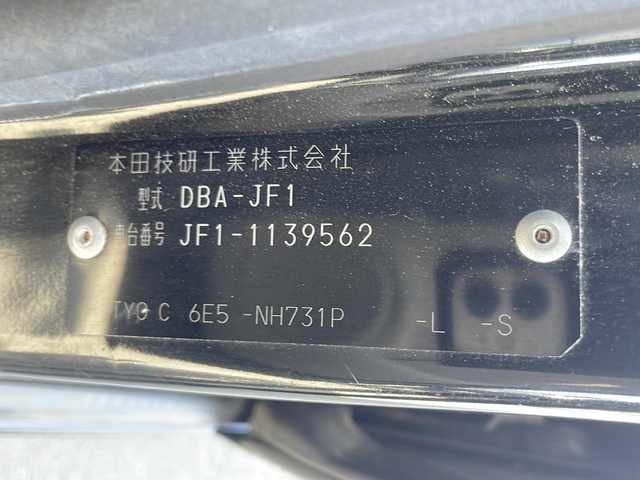 本田技研工業株式会社
型式 DBA-JF1
車台番号 JF1-1139562
C 6E5 -NH731P -L -S